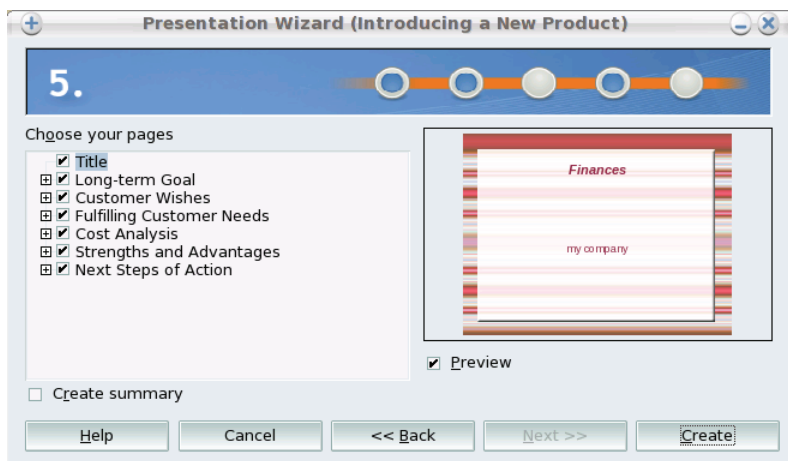 Presentation Wizard (Introducing a New Product)
5.
Choose your pages
Title
Long-term Goal
Customer Wishes
Fulfilling Customer Needs
Cost Analysis
Strengths and Advantages
Next Steps of Action
Finances
my company
Preview
Create summary
Help
Cancel
<< Back
Next >>
Create